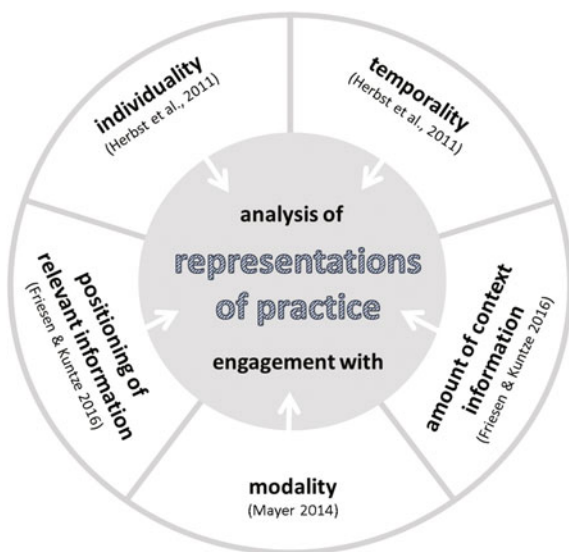 individuality
(Herbst et al., 2011)
temporality
(Herbst et al., 2011)
analysis of
representations
of practice
engagement with
positioning of
relevant information
(Friesen & Kuntze 2016)
amount of context
information
(Friesen & Kuntze 2016)
modality
(Mayer 2014)